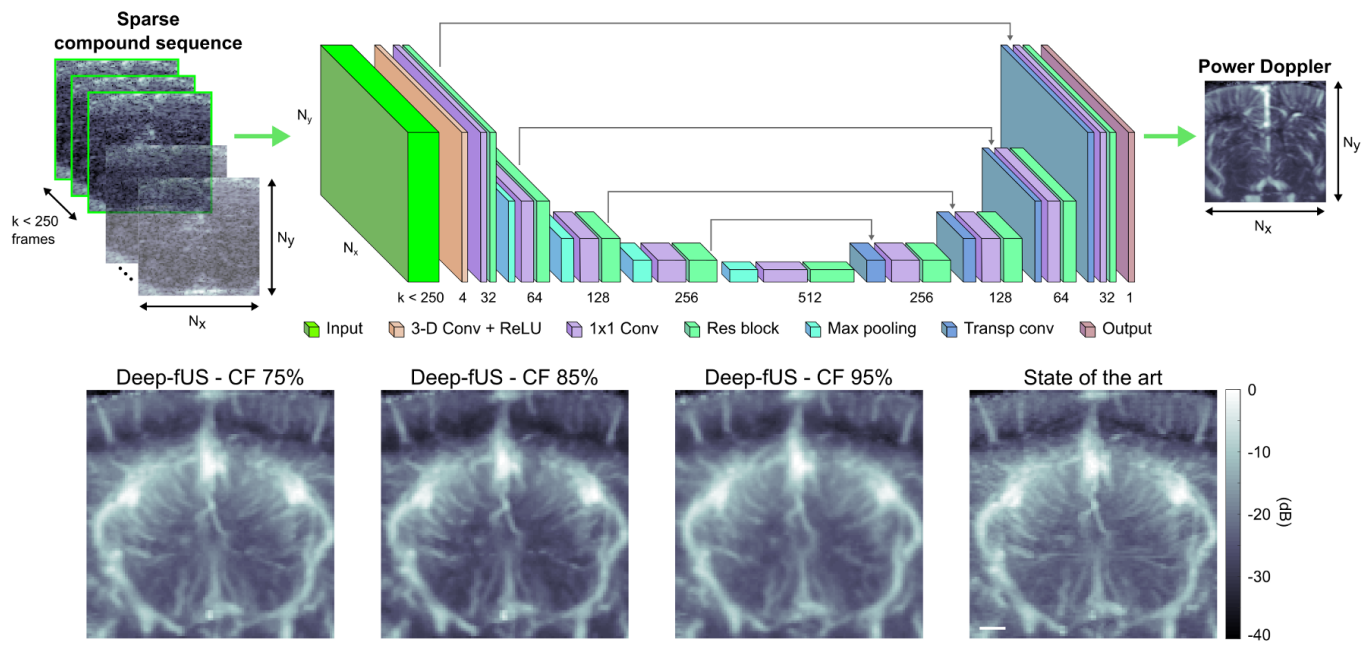 Sparse
compound sequence
k < 250
frames
Ny
Nx
Ny
Nx
k < 250 4 32 64 128 256 512 256 128 64 32 1
Power Doppler
Ny
Nx
Input 3-D Conv + ReLU 1x1 Conv Res block Max pooling Transp conv Output
Deep-fUS - CF 75% Deep-fUS - CF 85% Deep-fUS - CF 95% State of the art
0
-10
-20
-30
-40
(dB)